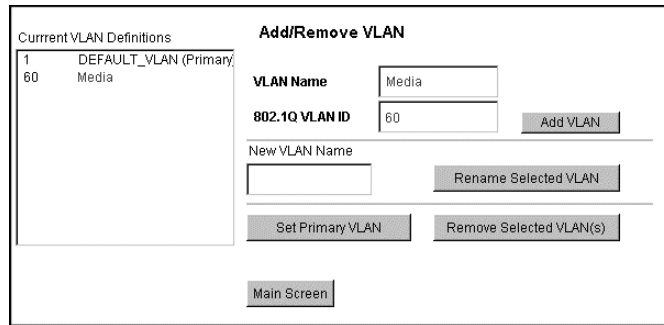 Currrent VLAN Definitions
1 DEFAULT_VLAN (Primary)
60 Media
Add/Remove VLAN
VLAN Name Media
802.1Q VLAN ID 60
Add VLAN
New VLAN Name
Rename Selected VLAN
Set Primary VLAN
Remove Selected VLAN(s)
Main Screen